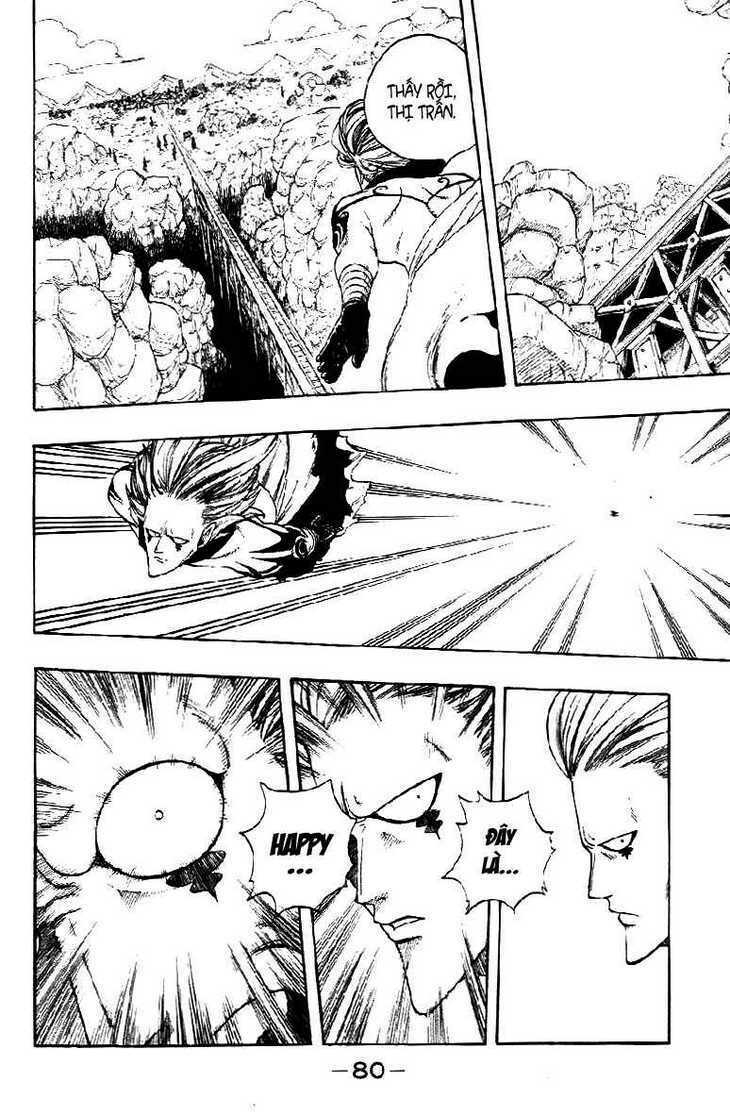 THẤY RỒI,
THỊ TRẤN.
ĐÂY
LÀ...
HAPPY
...
-80-